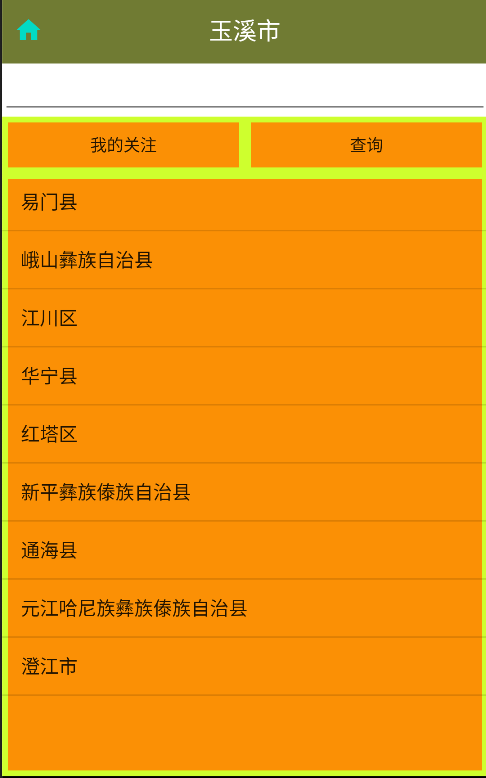 玉溪市
我的关注
查询
易门县
峨山彝族自治县
江川区
华宁县
红塔区
新平彝族傣族自治县
通海县
元江哈尼族彝族傣族自治县
澄江市